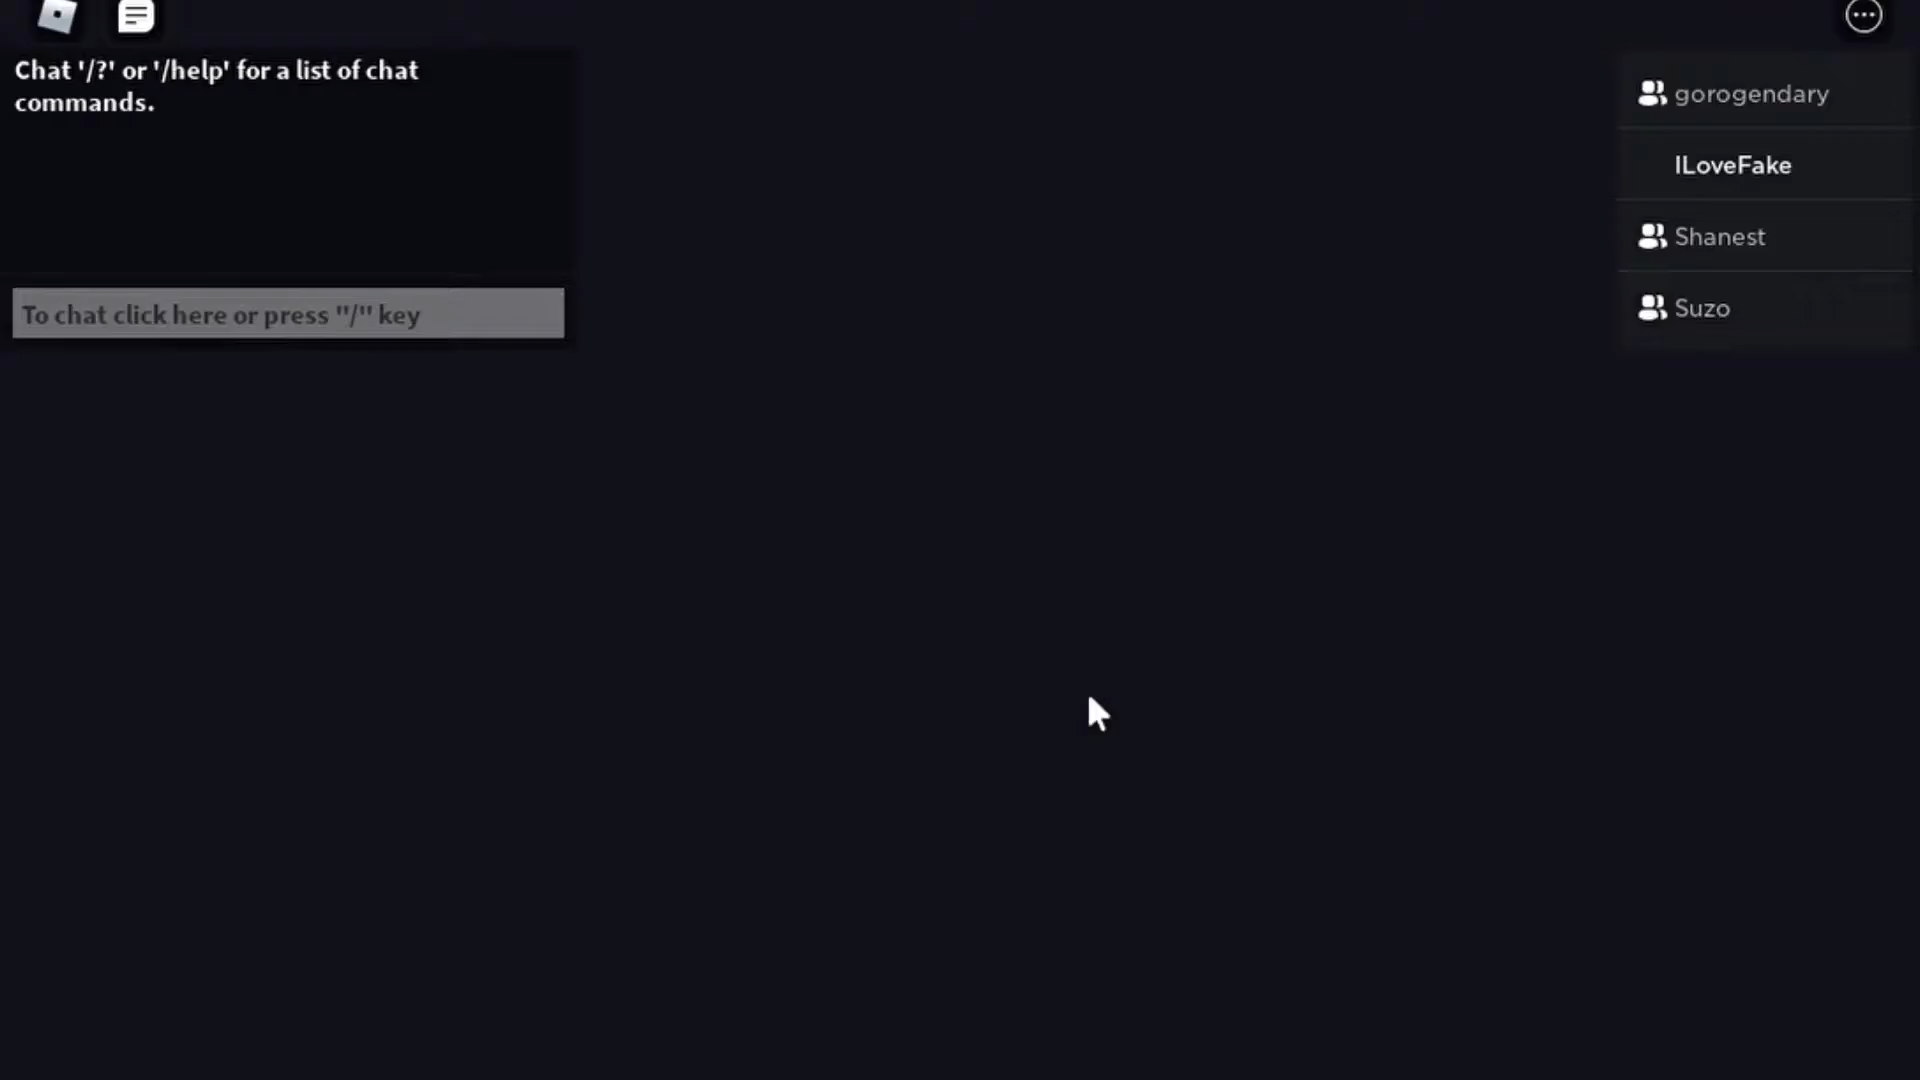 Chat '/?' or '/help' for a list of chat
commands.
To chat click here or press "/" key
gorogendary
ILoveFake
Shanest
Suzo